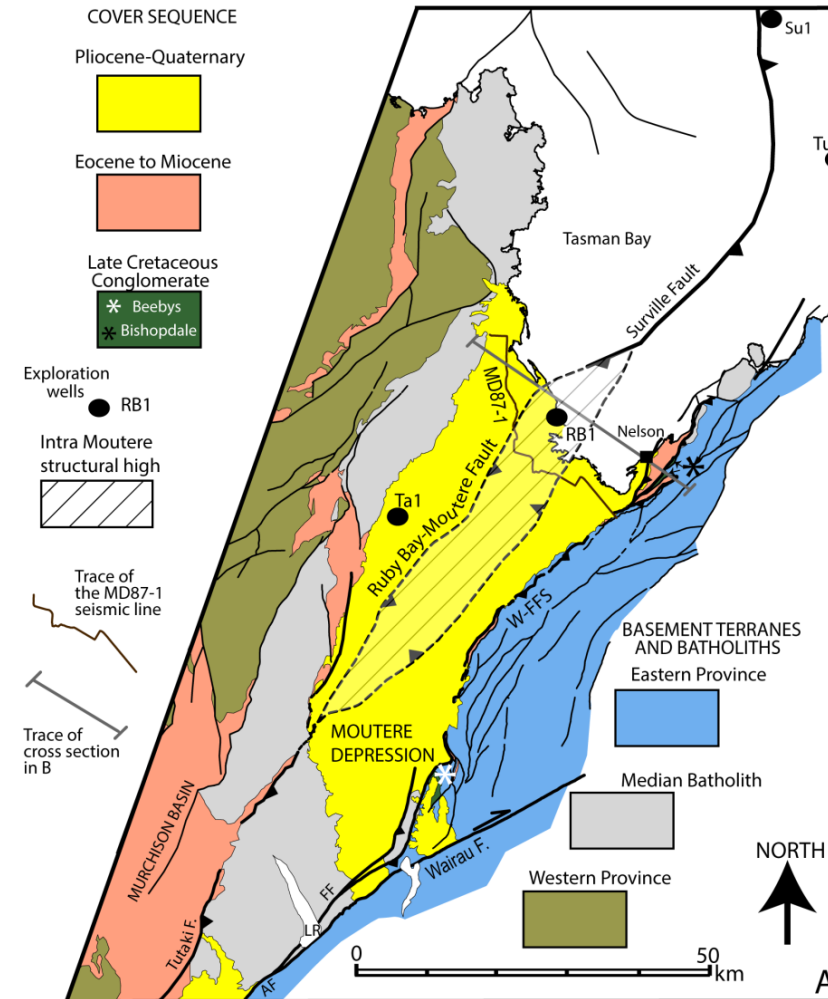 COVER SEQUENCE
Pliocene-Quaternary
Eocene to Miocene
Late Cretaceous
Conglomerate
Beebys
Bishopdale
Exploration
wells
RB1
Intra Moutere
structural high
Trace of
the MD87-1
seismic line
Trace of
cross section
in B
Su1
Tu
Tasman Bay
Surville Fault
MD87-1
RB1
Nelson
Ta1
Ruby Bay-Moutere Fault
W-FFS
MOUTERE
DEPRESSION
MURCHISON BASIN
Wairau F.
FF
LR
Tutaki F.
AF
BASEMENT TERRANES
AND BATHOLITHS
Eastern Province
Median Batholith
Western Province
NORTH
0
50
km
A